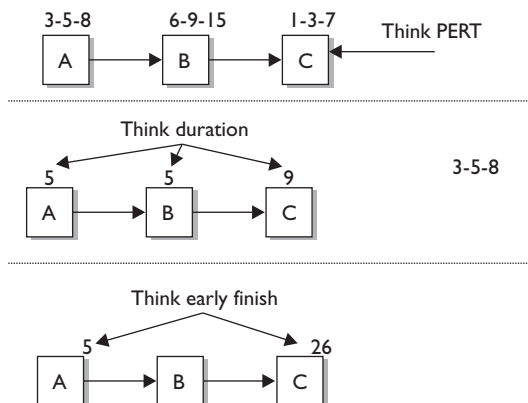 3-5-8 6-9-15 1-3-7
Think PERT
A B C
Think duration
3-5-8
5 5 9
A B C
Think early finish
5 26
A B C